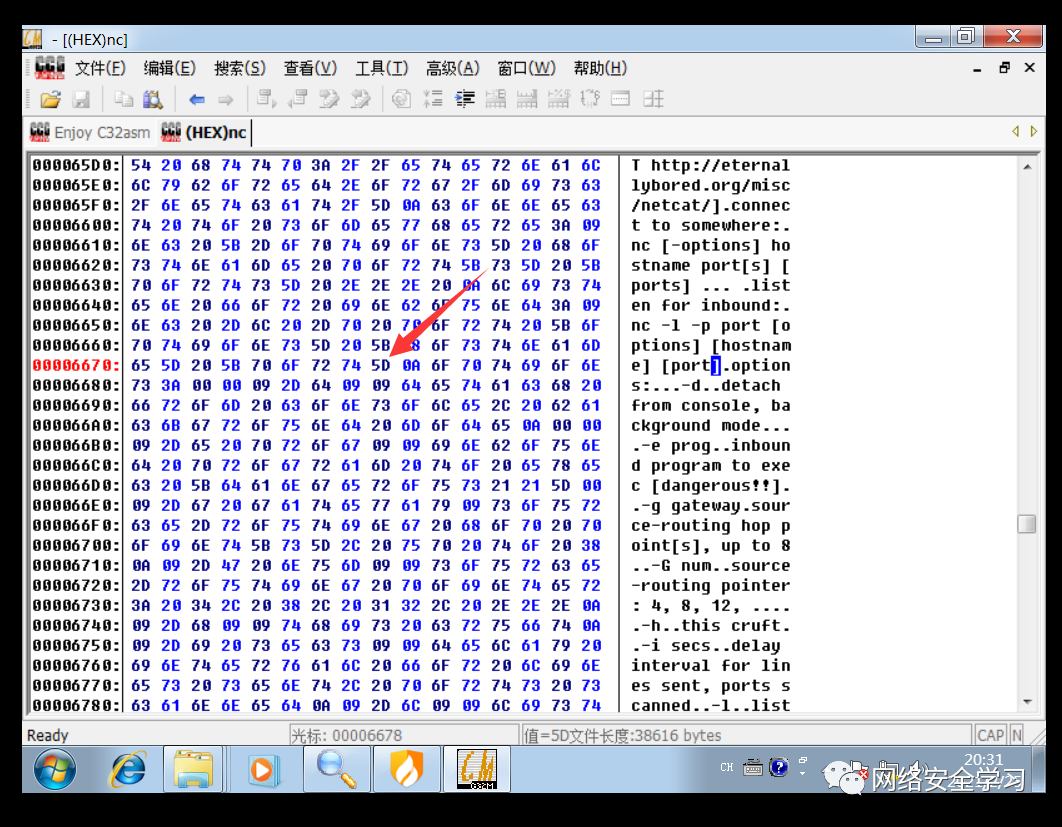 - [(HEX)nc]
文件(F) 编辑(E) 搜索(S) 查看(V) 工具(T) 高级(A) 窗口(W) 帮助(H)
Enjoy C32asm (HEX)nc
000065D0: 54 20 68 74 74 70 3A 2F 2F 65 74 65 72 6E 61 6C T http://eternal
000065E0: 6C 79 62 6F 72 65 64 2E 6F 72 67 2F 6D 69 73 63 lybored.org/misc
000065F0: 2F 6E 65 74 63 61 74 2F 5D 0A 63 6F 6E 6E 65 63 /netcat/].connec
00006600: 74 20 74 6F 20 73 6F 6D 65 77 68 65 72 65 3A 09 t to somewhere:.
00006610: 6E 63 20 5B 2D 6F 70 74 69 6F 6E 73 5D 20 68 6F nc [-options] ho
00006620: 73 74 6E 61 6D 65 20 70 6F 72 74 5B 73 5D 20 5B stname port[s] [
00006630: 70 6F 72 74 73 5D 20 2E 2E 2E 20 0A 6C 69 73 74 ports] ... .list
00006640: 65 6E 20 66 6F 72 20 69 6E 62 6F 75 6E 64 3A 09 en for inbound:.
00006650: 6E 63 20 2D 6C 20 2D 70 20 70 6F 72 74 20 5B 6F nc -l -p port [o
00006660: 70 74 69 6F 6E 73 5D 20 5B 68 6F 73 74 6E 61 6D ptions] [hostnam
00006670: 65 5D 20 5B 70 6F 72 74 5D 0A 6F 70 74 69 6F 6E e] [port].option
00006680: 73 3A 00 00 09 2D 64 09 09 64 65 74 61 63 68 20 s:...-d..detach
00006690: 66 72 6F 6D 20 63 6F 6E 73 6F 6C 65 2C 20 62 61 from console, ba
000066A0: 63 6B 67 72 6F 75 6E 64 20 6D 6F 64 65 0A 00 00 ckground mode...
000066B0: 09 2D 65 20 70 72 6F 67 09 09 69 6E 62 6F 75 6E .-e prog..inboun
000066C0: 64 20 70 72 6F 67 72 61 6D 20 74 6F 20 65 78 65 d program to exe
000066D0: 63 20 5B 64 61 6E 67 65 72 6F 75 73 21 21 5D 00 c [dangerous!!].
000066E0: 09 2D 67 20 67 61 74 65 77 61 79 09 73 6F 75 72 .-g gateway.sour
000066F0: 63 65 2D 72 6F 75 74 69 6E 67 20 68 6F 70 20 70 ce-routing hop p
00006700: 6F 69 6E 74 5B 73 5D 2C 20 75 70 20 74 6F 20 38 oint[s], up to 8
00006710: 0A 09 2D 47 20 6E 75 6D 09 09 73 6F 75 72 63 65 ..-G num..source
00006720: 2D 72 6F 75 74 69 6E 67 20 70 6F 69 6E 74 65 72 -routing pointer
00006730: 3A 20 34 2C 20 38 2C 20 31 32 2C 20 2E 2E 2E 0A : 4, 8, 12, ....
00006740: 09 2D 68 09 09 74 68 69 73 20 63 72 75 66 74 0A .-h..this cruft.
00006750: 09 2D 69 20 73 65 63 73 09 09 64 65 6C 61 79 20 .-i secs..delay
00006760: 69 6E 74 65 72 76 61 6C 20 66 6F 72 20 6C 69 6E interval for lin
00006770: 65 73 20 73 65 6E 74 2C 20 70 6F 72 74 73 20 73 es sent, ports s
00006780: 63 61 6E 6E 65 64 0A 09 2D 6C 09 09 6C 69 73 74 canned..-l..list
Ready 光标: 00006678 值=5D文件长度:38616 bytes CAP N
CH 20:31
网络安全学习